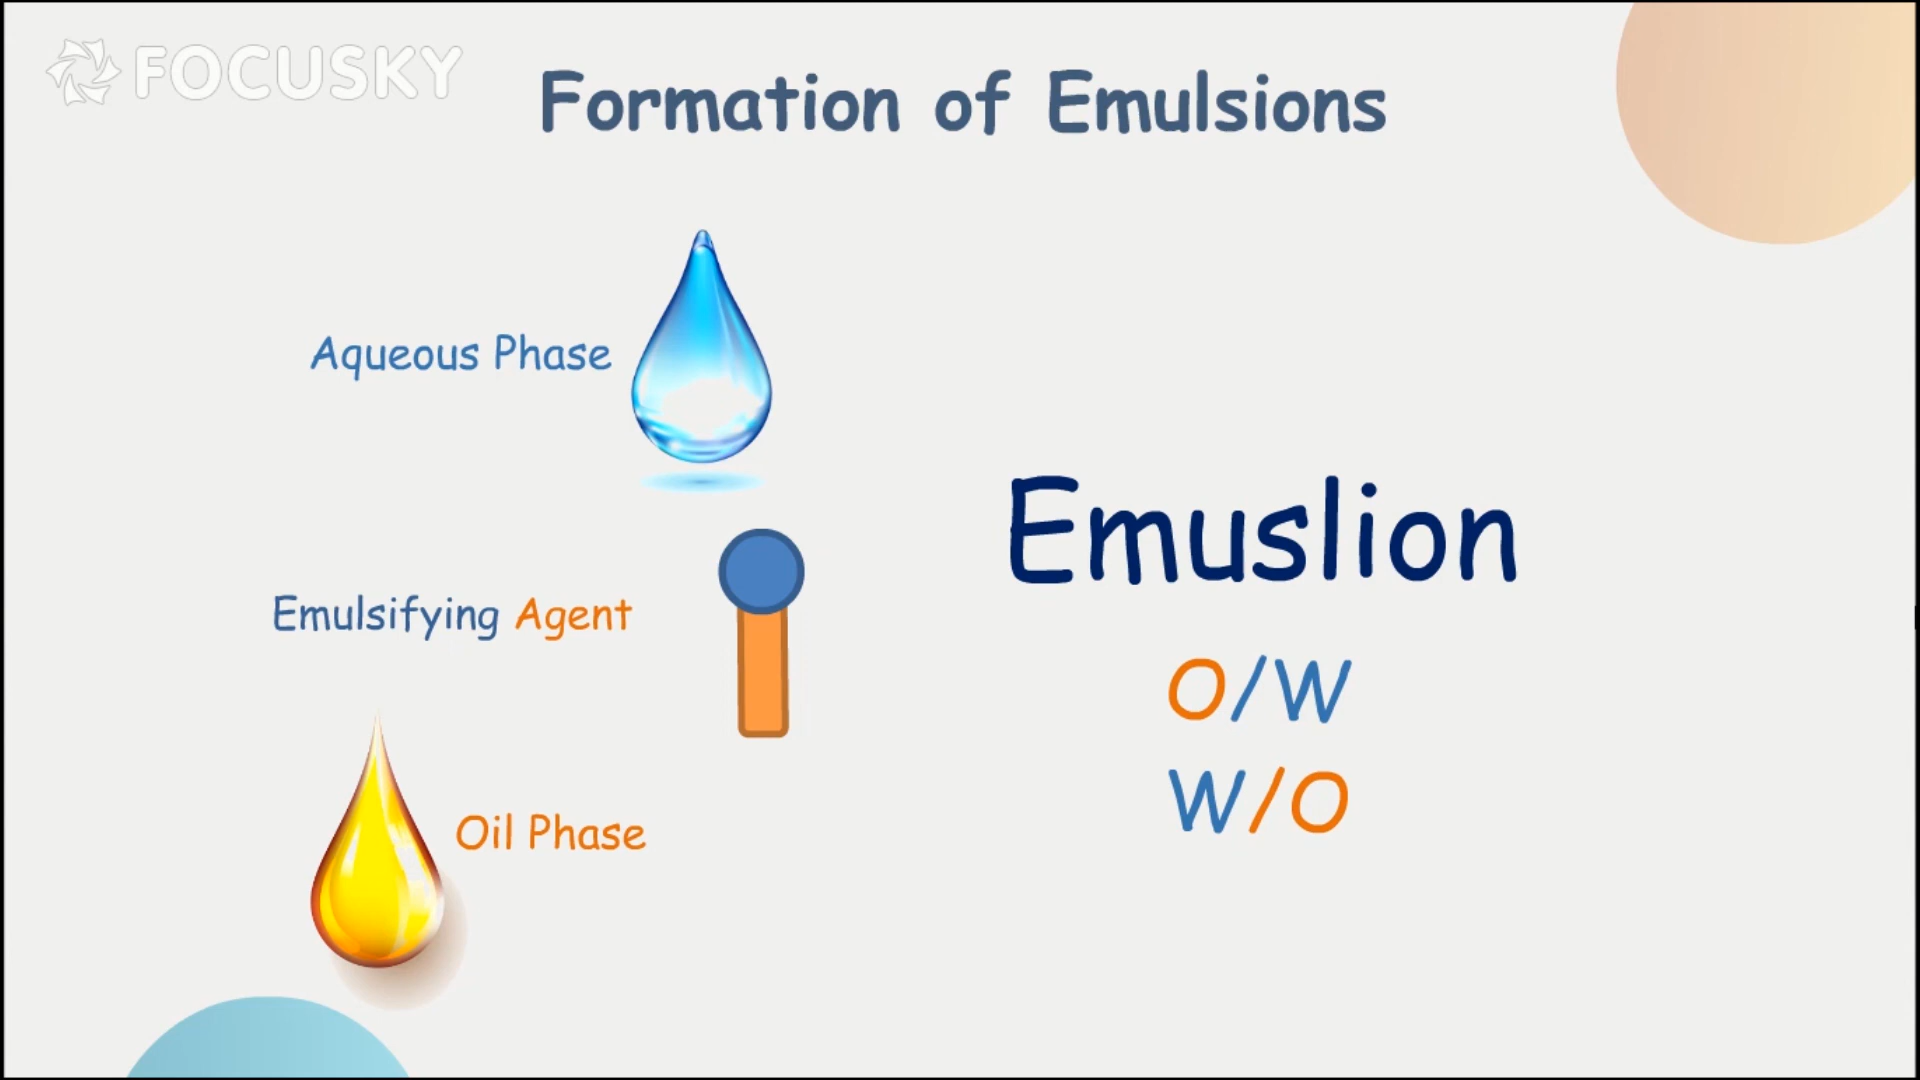 FOCUSKY
Formation of Emulsions
Aqueous Phase
Emulsifying Agent
Oil Phase
Emuslion
O/W
W/O